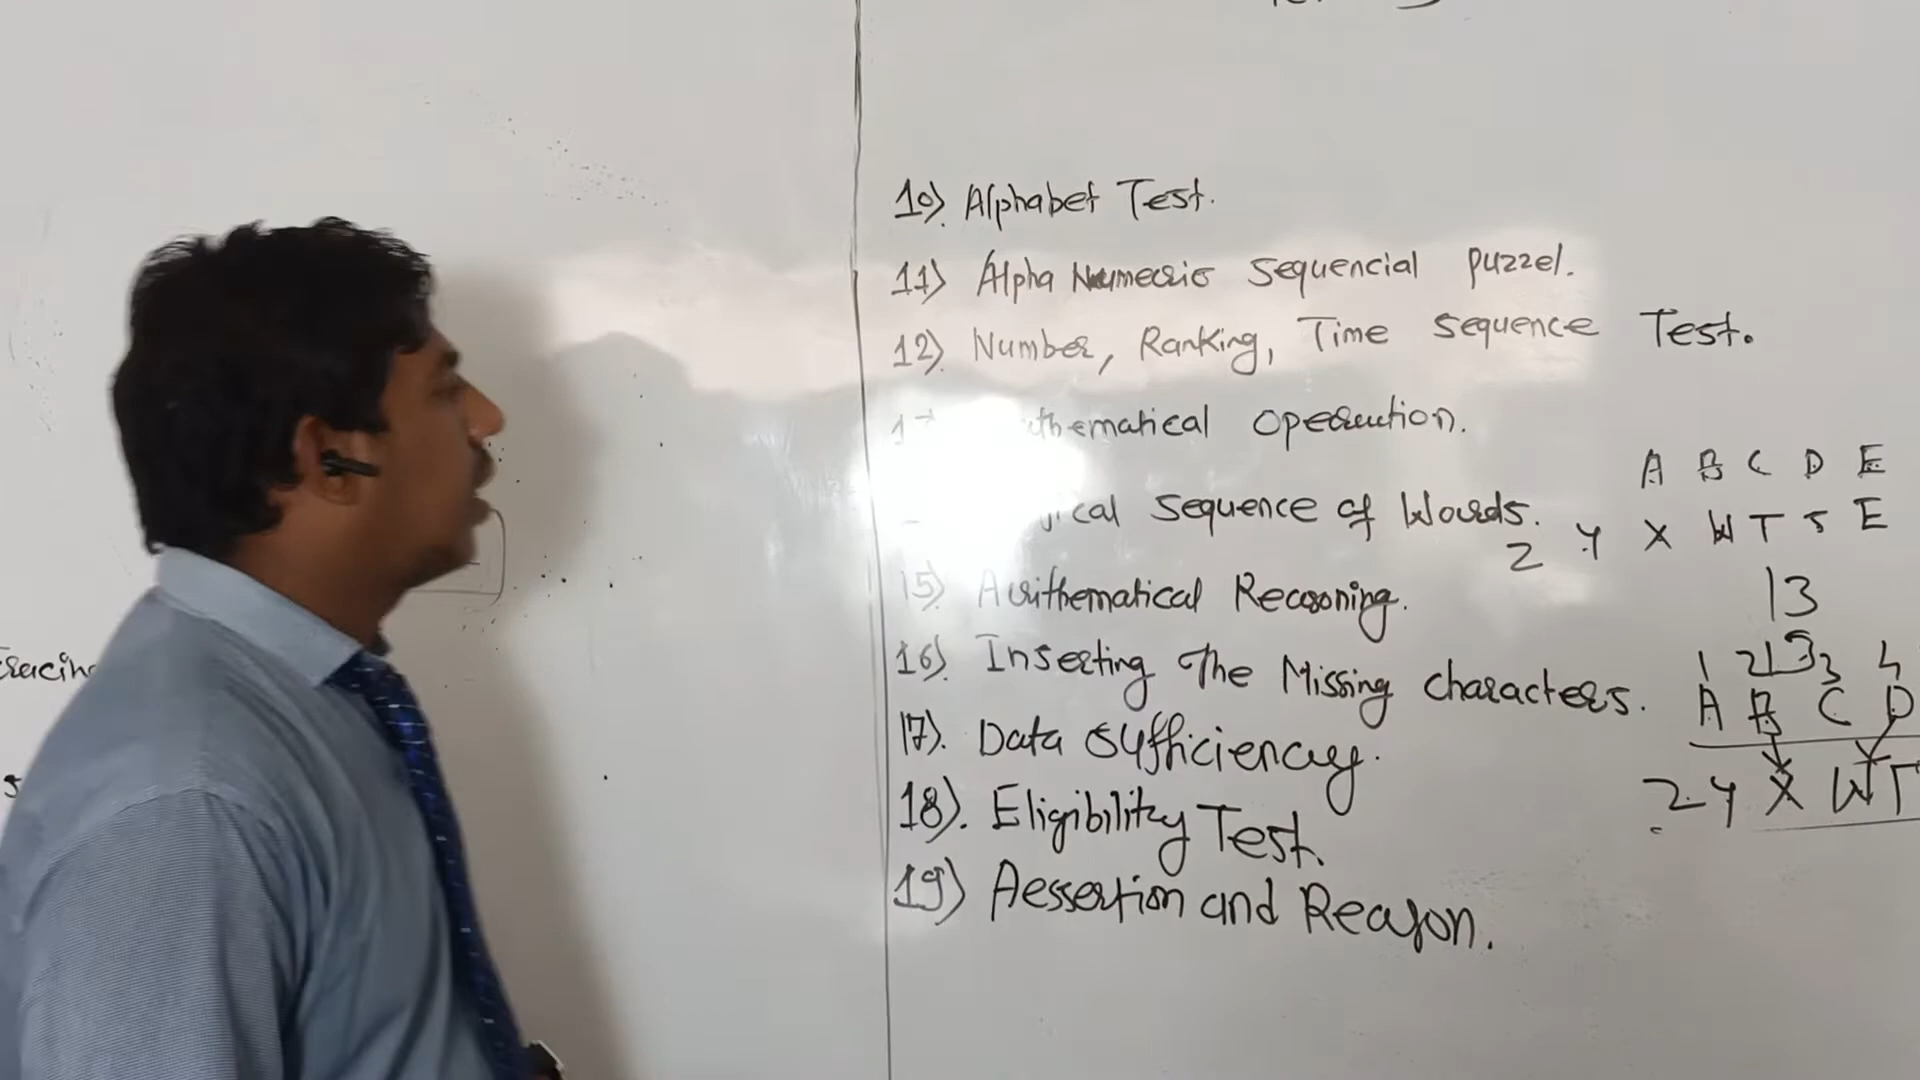 10) Alphabet Test.
11) Alpha Numeric Sequencial puzzel.
12) Number, Ranking, Time Sequence Test.
thematical operation.
ical Sequence of Words.
15) Arithematical Reasoning.
16). Inserting The Missing characters.
17). Data Sufficiency.
18). Eligibility Test.
19) Aessertion and Reason.
A B C D E
Z Y X W T S E
13
1 2 3 4
A B C D
Z Y X W T